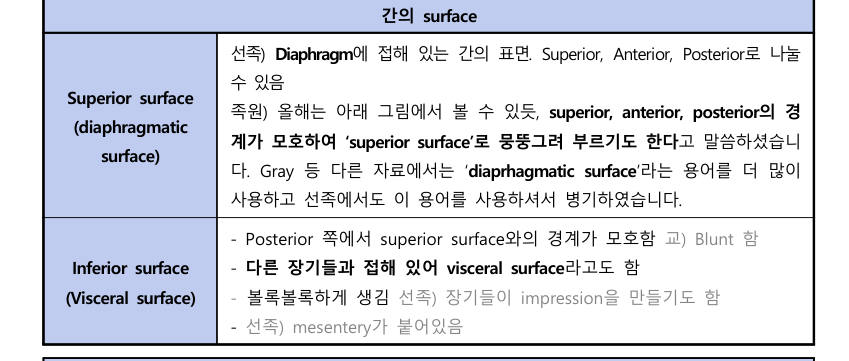 간의 surface
Superior surface
(diaphragmatic
surface)
선족) Diaphragm에 접해 있는 간의 표면. Superior, Anterior, Posterior로 나눌
수 있음
족원) 올해는 아래 그림에서 볼 수 있듯, superior, anterior, posterior의 경
계가 모호하여 ‘superior surface’로 뭉뚱그려 부르기도 한다고 말씀하셨습니
다. Gray 등 다른 자료에서는 ‘diaprhagmatic surface’라는 용어를 더 많이
사용하고 선족에서도 이 용어를 사용하셔서 병기하였습니다.
Inferior surface
(Visceral surface)
- Posterior 쪽에서 superior surface와의 경계가 모호함 교) Blunt 함
- 다른 장기들과 접해 있어 visceral surface라고도 함
- 볼록볼록하게 생김 선족) 장기들이 impression을 만들기도 함
- 선족) mesentery가 붙어있음